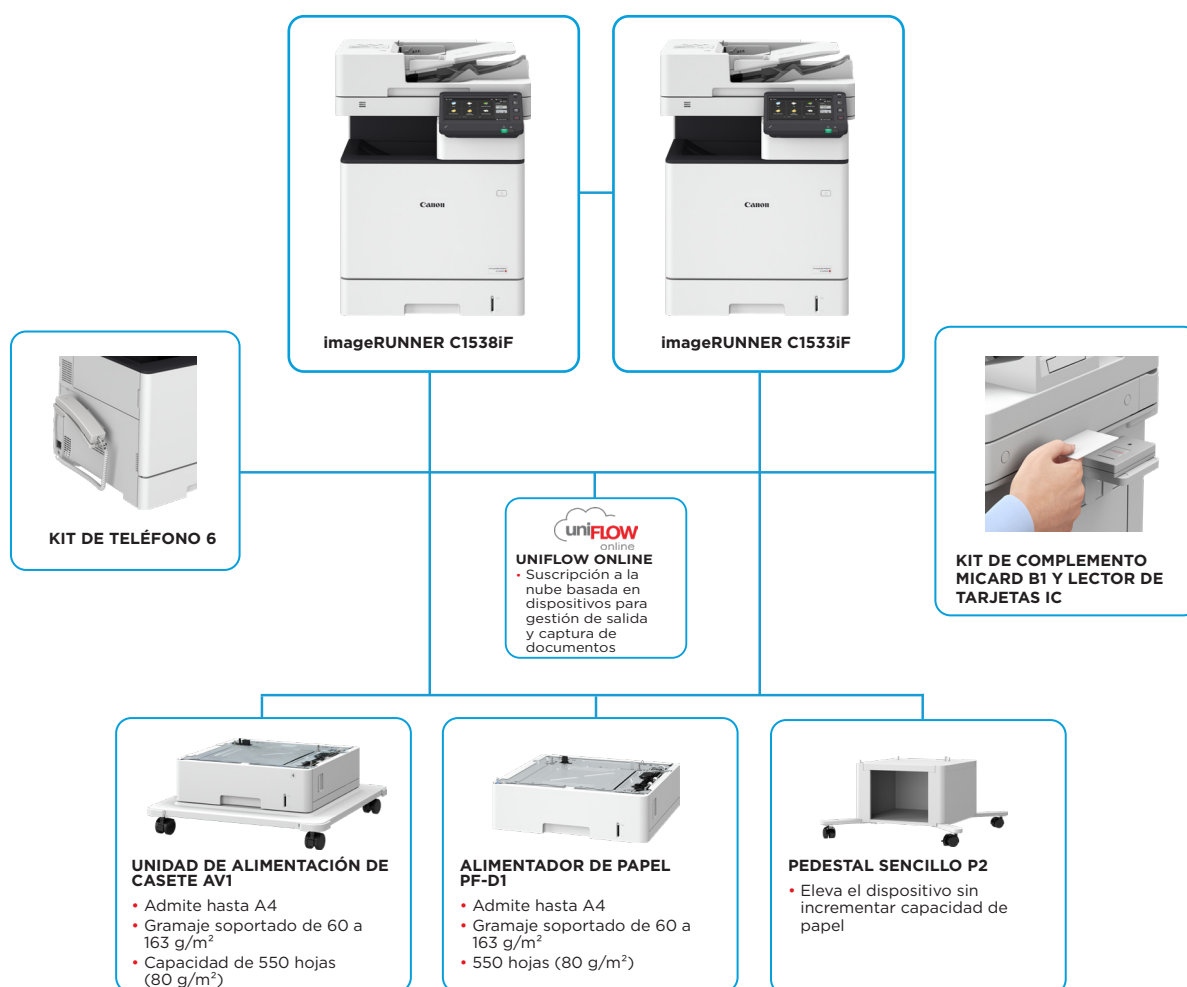 Canon
Canon
imageRUNNER C1538iF
imageRUNNER C1533iF
KIT DE TELÉFONO 6
uniFLOW
online
UNIFLOW ONLINE
• Suscripción a la
nube basada en
dispositivos para
gestión de salida
y captura de
documentos
KIT DE COMPLEMENTO
MICARD B1 Y LECTOR DE
TARJETAS IC
UNIDAD DE ALIMENTACIÓN DE
CASETE AV1
• Admite hasta A4
• Gramaje soportado de 60 a
163 g/m²
• Capacidad de 550 hojas
(80 g/m²)
ALIMENTADOR DE PAPEL
PF-D1
• Admite hasta A4
• Gramaje soportado de 60 a
163 g/m²
• 550 hojas (80 g/m²)
PEDESTAL SENCILLO P2
• Eleva el dispositivo sin
incrementar capacidad de
papel